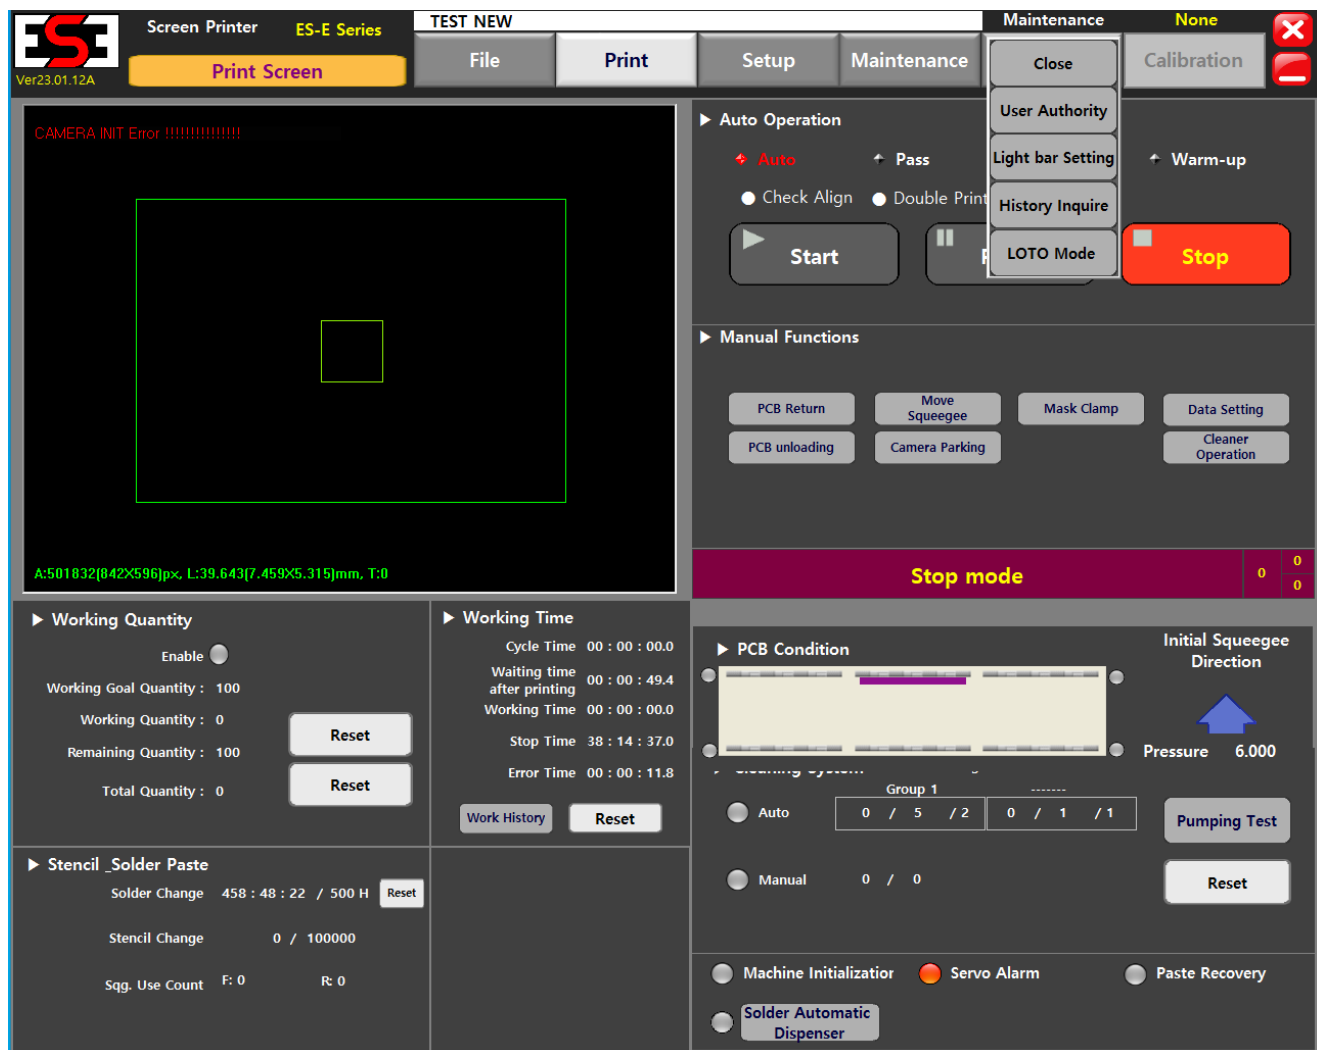 ESE
Screen Printer
ES-E Series
TEST NEW
Maintenance
None
Ver23.01.12A
Print Screen
File
Print
Setup
Maintenance
Calibration
Close
User Authority
Light bar Setting
History Inquire
LOTO Mode
CAMERA INIT Error !!!!!!!!!!!!!!!
A:501832(842X596)px, L:39.643(7.459X5.315)mm, T:0
Auto Operation
Auto
Pass
Warm-up
Check Align
Double Print
Start
Stop
Manual Functions
PCB Return
Move
Squeegee
Mask Clamp
Data Setting
PCB unloading
Camera Parking
Cleaner
Operation
Stop mode
0
0
0
Working Quantity
Enable
Working Goal Quantity : 100
Working Quantity : 0
Reset
Remaining Quantity : 100
Total Quantity : 0
Reset
Working Time
Cycle Time 00 : 00 : 00.0
Waiting time
after printing 00 : 00 : 49.4
Working Time 00 : 00 : 00.0
Stop Time 38 : 14 : 37.0
Error Time 00 : 00 : 11.8
Work History
Reset
PCB Condition
Initial Squeegee
Direction
Pressure 6.000
Cleaning System
Group 1
-------
Auto 0 / 5 / 2 0 / 1 / 1
Pumping Test
Manual 0 / 0
Reset
Stencil _Solder Paste
Solder Change 458 : 48 : 22 / 500 H Reset
Stencil Change 0 / 100000
Sqg. Use Count F: 0 R: 0
Machine Initialization
Servo Alarm
Paste Recovery
Solder Automatic
Dispenser